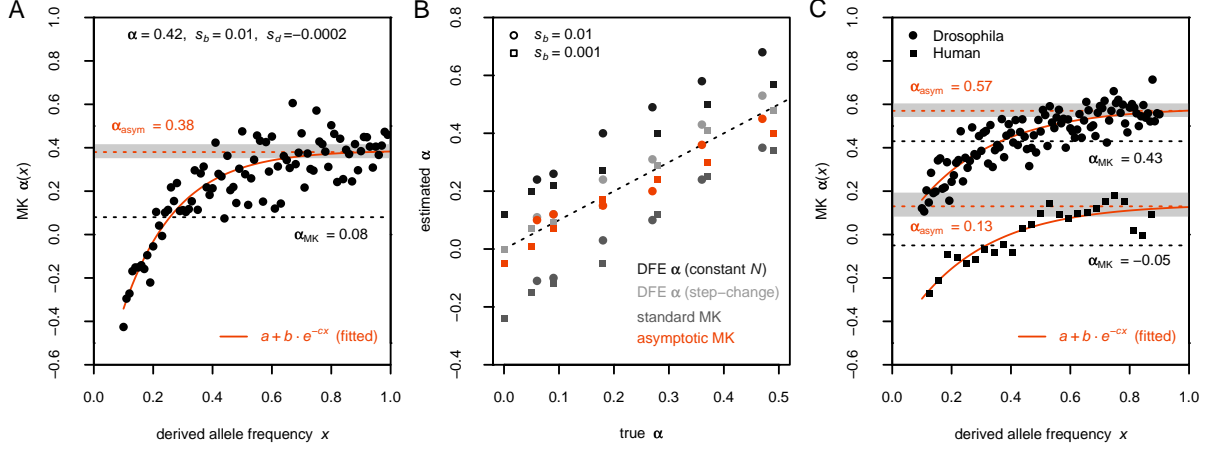 A
α = 0.42, s_b = 0.01, s_d =−0.0002
α_asym = 0.38
α_MK = 0.08
a + b · e^−cx (fitted)
MK α(x)
1.0
0.8
0.6
0.4
0.2
0.0
−0.2
−0.4
−0.6
0.0 0.2 0.4 0.6 0.8 1.0
derived allele frequency x
B
s_b = 0.01
s_b = 0.001
DFE α (constant N)
DFE α (step−change)
standard MK
asymptotic MK
estimated α
0.8
0.6
0.4
0.2
0.0
−0.2
−0.4
0.0 0.1 0.2 0.3 0.4 0.5
true α
C
Drosophila
Human
α_asym = 0.57
α_MK = 0.43
α_asym = 0.13
α_MK = −0.05
a + b · e^−cx (fitted)
MK α(x)
1.0
0.8
0.6
0.4
0.2
0.0
−0.2
−0.4
−0.6
0.0 0.2 0.4 0.6 0.8 1.0
derived allele frequency x